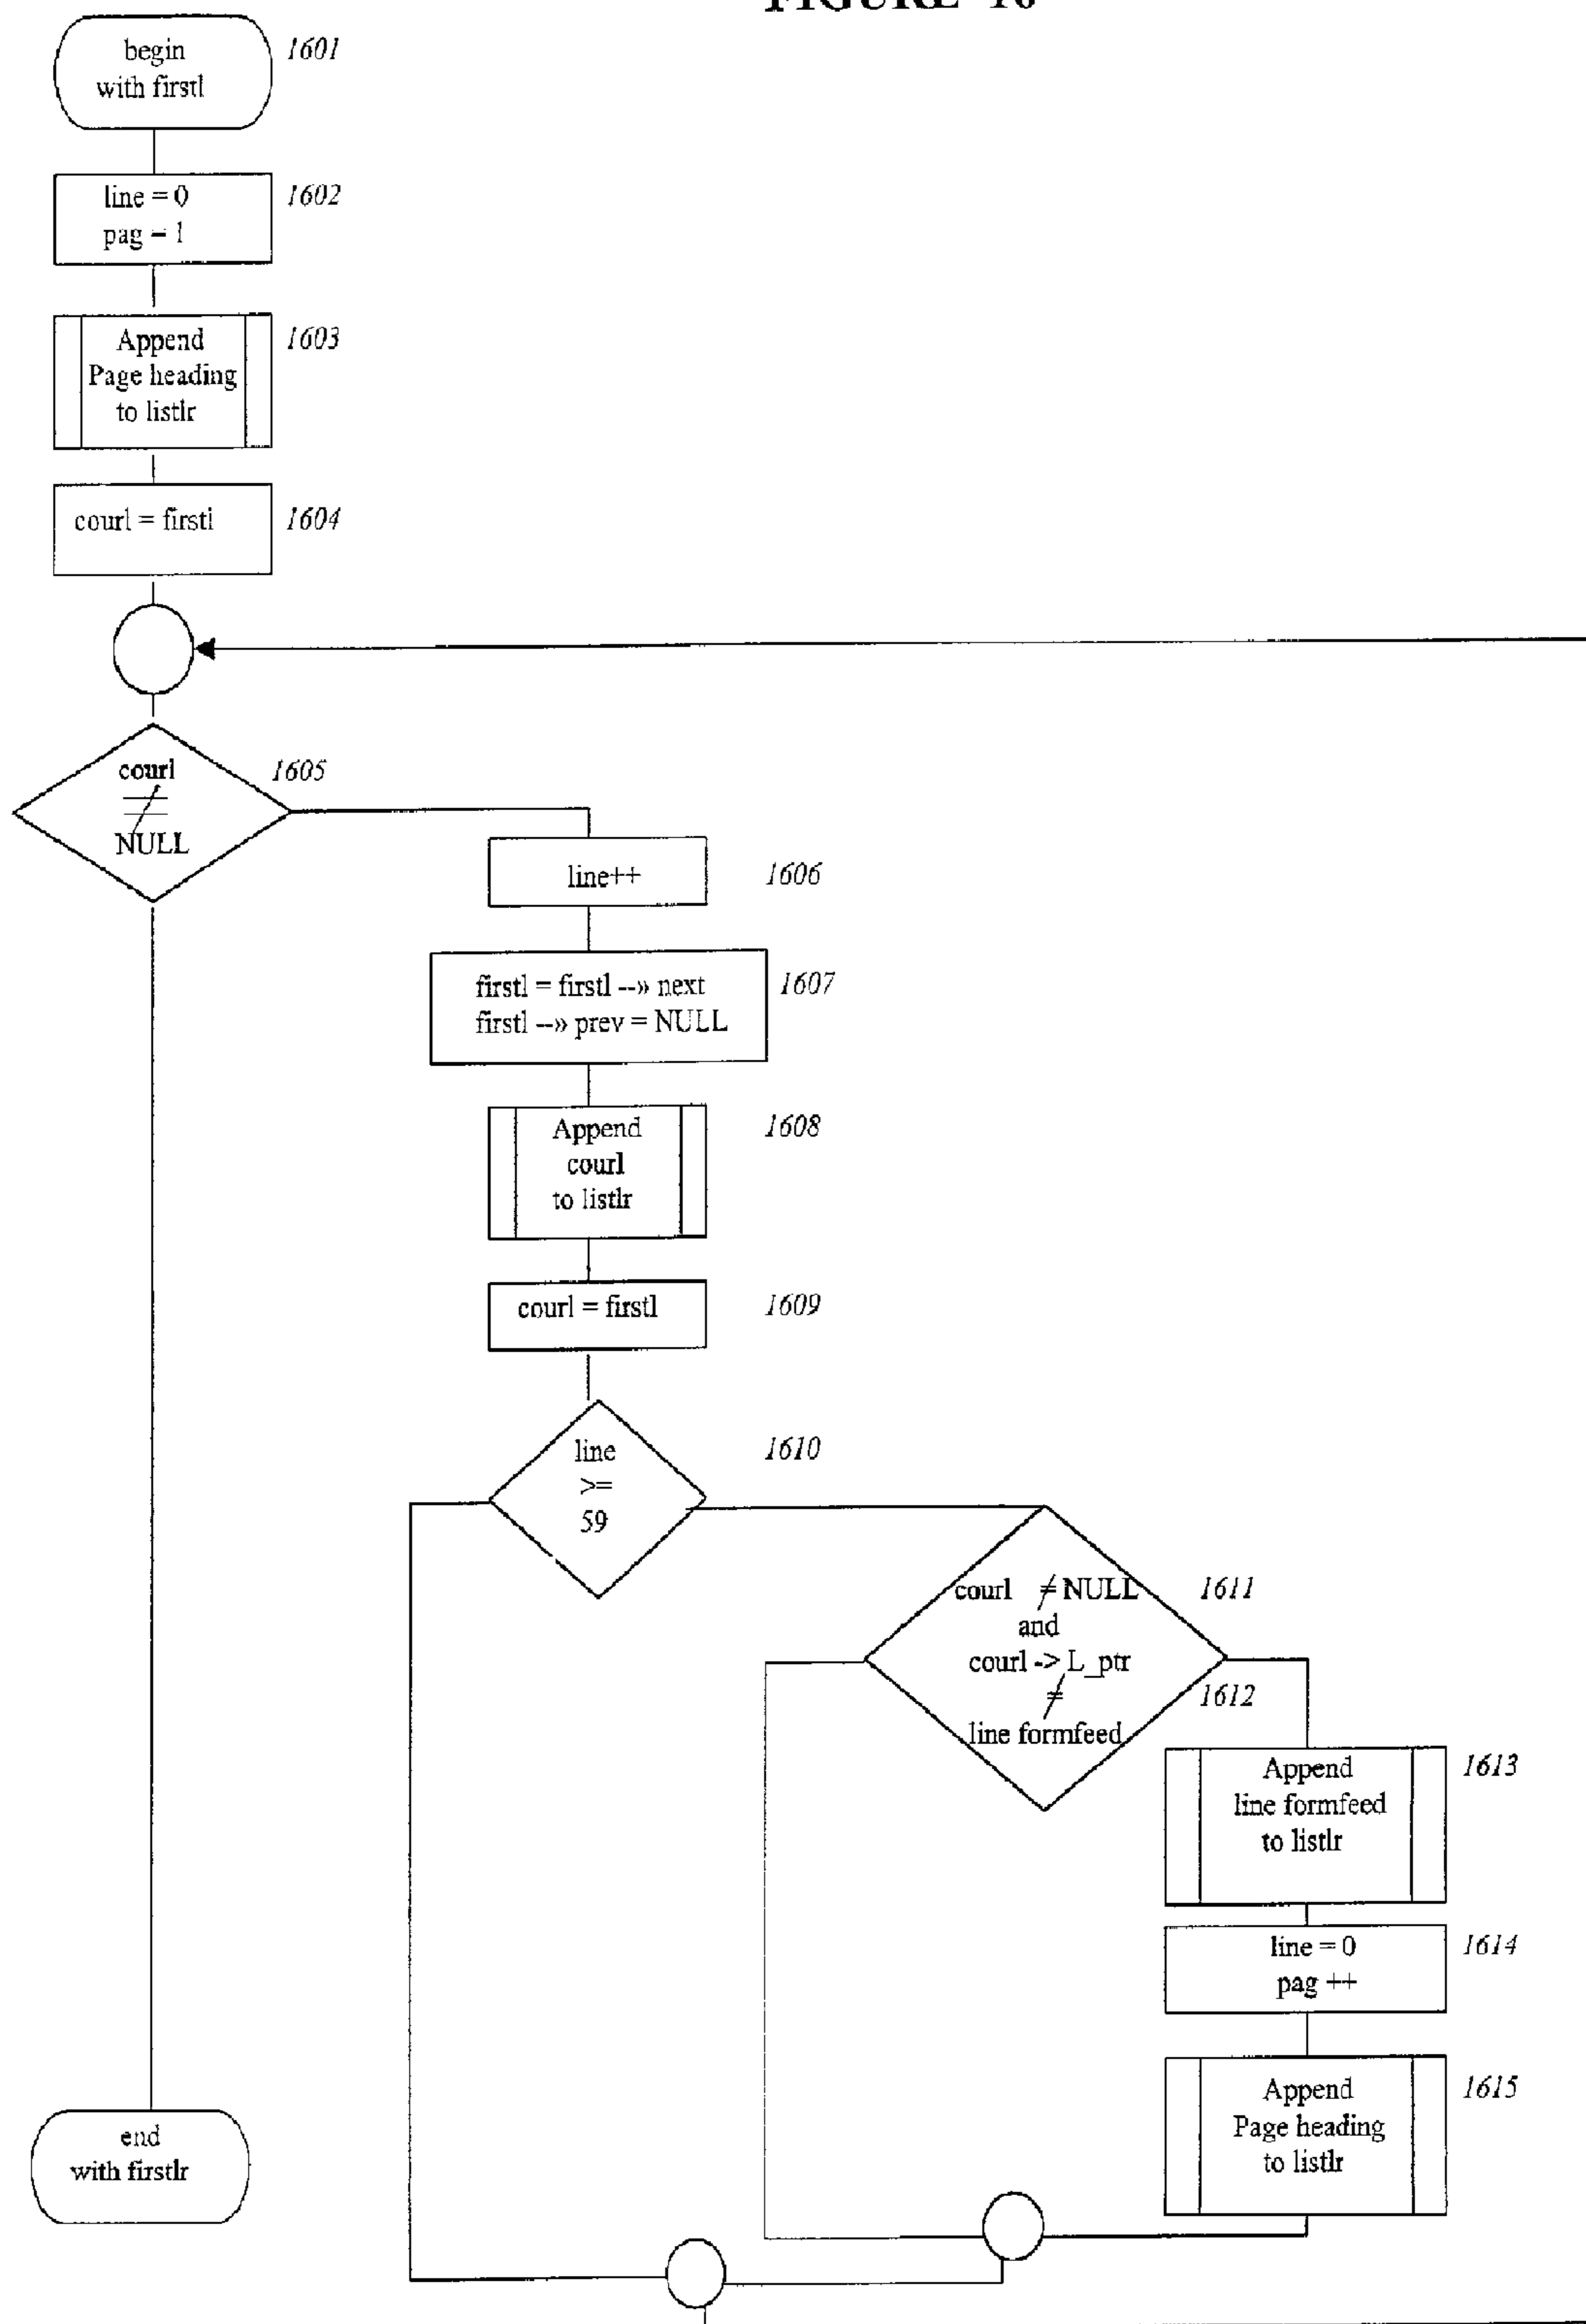 FIGURE 16
begin
with firstl
1601
line = 0
pag = 1
1602
Append
Page heading
to listlr
1603
courl = firstl
1604
courl
≠
NULL
1605
line++
1606
firstl = firstl --» next
firstl --» prev = NULL
1607
Append
courl
to listlr
1608
courl = firstl
1609
line
>=
59
1610
courl ≠ NULL
and
courl -> L_ptr
≠
line formfeed
1611
1612
Append
line formfeed
to listlr
1613
line = 0
pag ++
1614
Append
Page heading
to listlr
1615
end
with firstlr